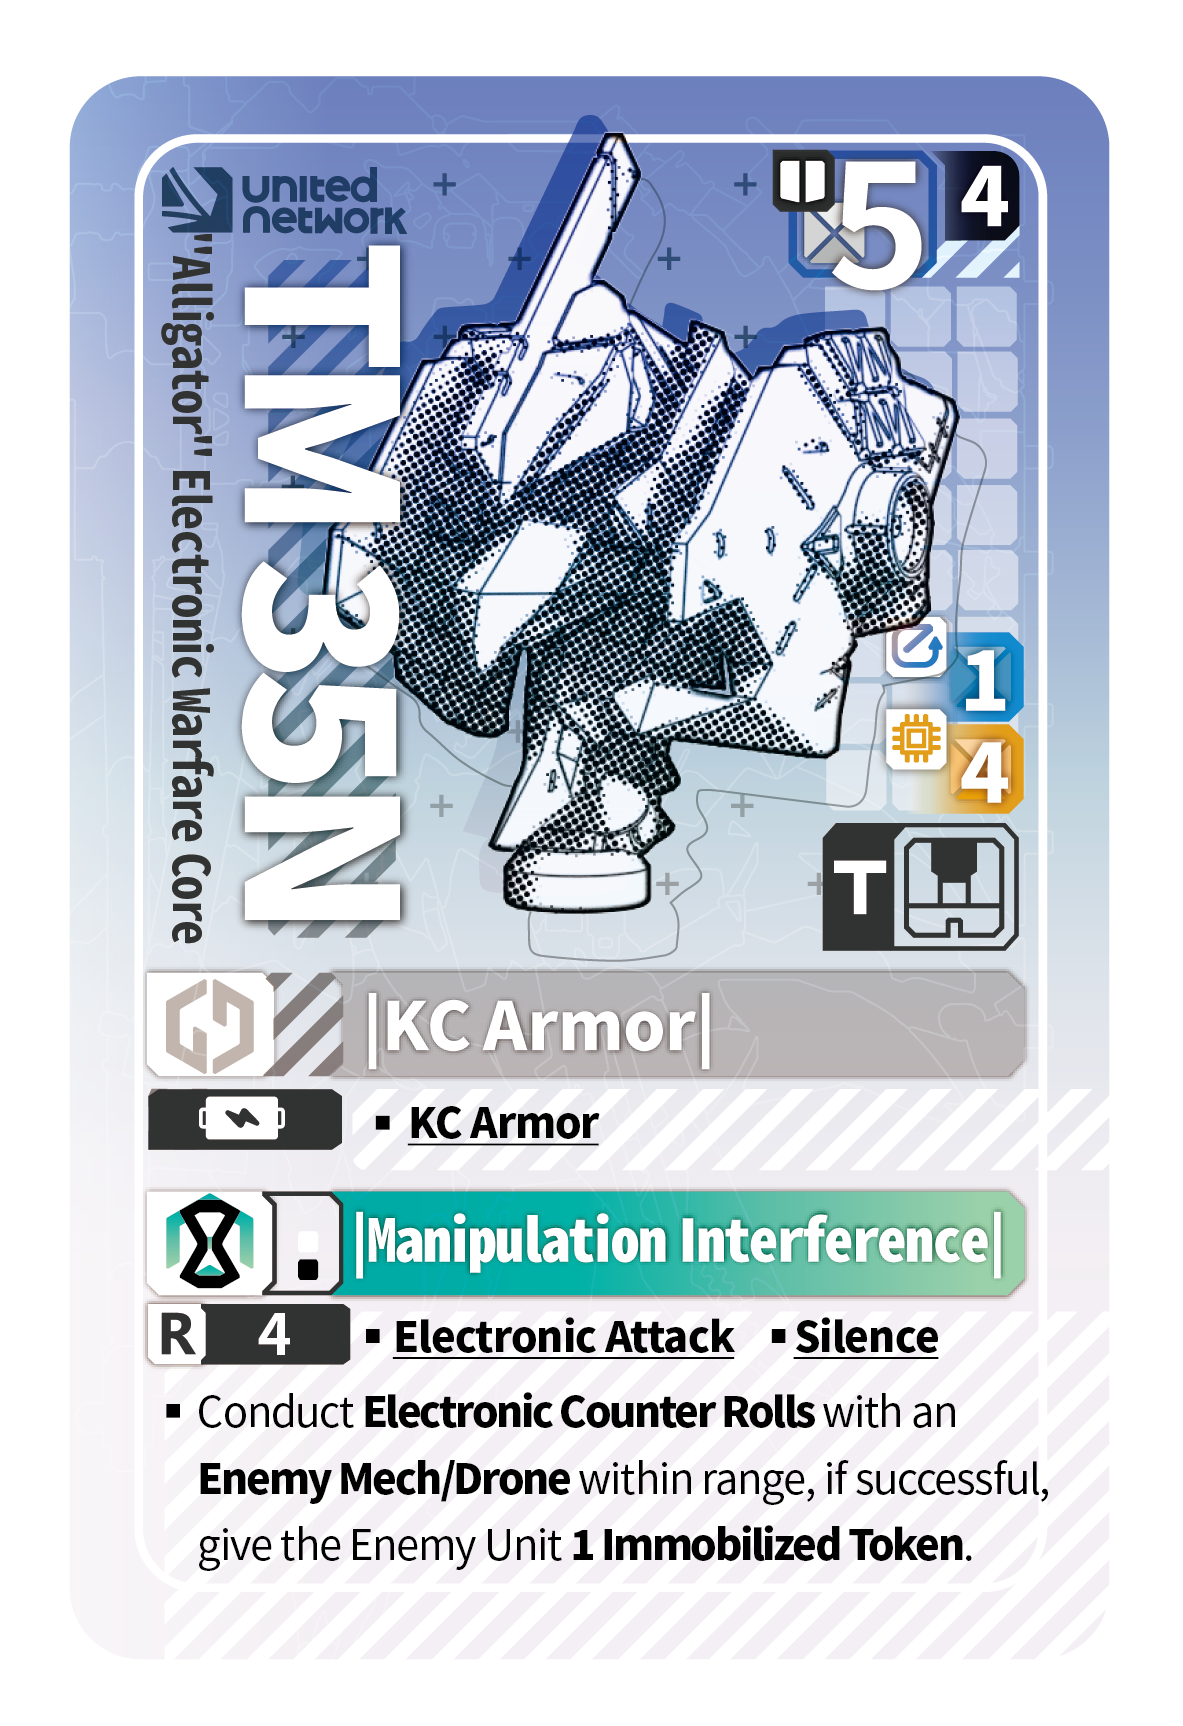 UNITED
NETWORK
"Alligator" Electronic Warfare Core
TM35N
5
4
1
4
T
|KC Armor|
▪ KC Armor
|Manipulation Interference|
R 4 ▪ Electronic Attack ▪ Silence
▪ Conduct Electronic Counter Rolls with an
Enemy Mech/Drone within range, if successful,
give the Enemy Unit 1 Immobilized Token.